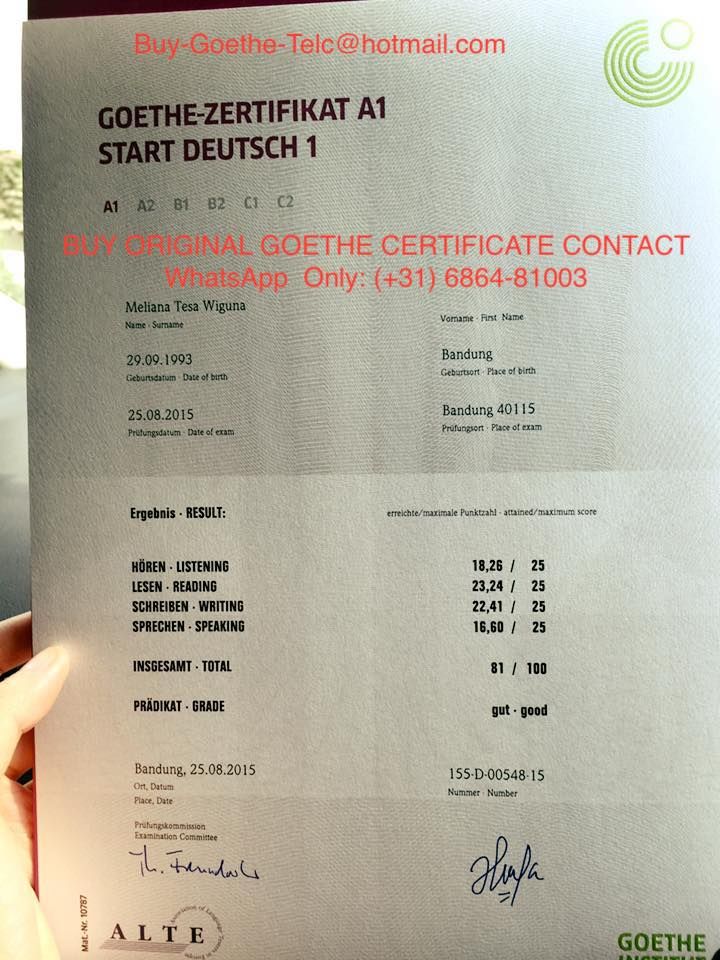 Buy-Goethe-Telc@hotmail.com
GOETHE-ZERTIFIKAT A1
START DEUTSCH 1
A1 A2 B1 B2 C1 C2
BUY ORIGINAL GOETHE CERTIFICATE CONTACT
WhatsApp Only: (+31) 6864-81003
Meliana Tesa Wiguna
Name · Surname
Vorname · First Name
29.09.1993
Geburtsdatum · Date of birth
Bandung
Geburtsort · Place of birth
25.08.2015
Prüfungsdatum · Date of exam
Bandung 40115
Prüfungsort · Place of exam
Ergebnis · RESULT:
erreichte/maximale Punktzahl · attained/maximum score
HÖREN · LISTENING 18,26 / 25
LESEN · READING 23,24 / 25
SCHREIBEN · WRITING 22,41 / 25
SPRECHEN · SPEAKING 16,60 / 25
INSGESAMT · TOTAL 81 / 100
PRÄDIKAT · GRADE gut · good
Bandung, 25.08.2015
Ort, Datum
Place, Date
155-D-00548-15
Nummer · Number
Prüfungskommission
Examination Committee
Mat.-Nr. 10787
ALTE
GOETHE
INSTITUT